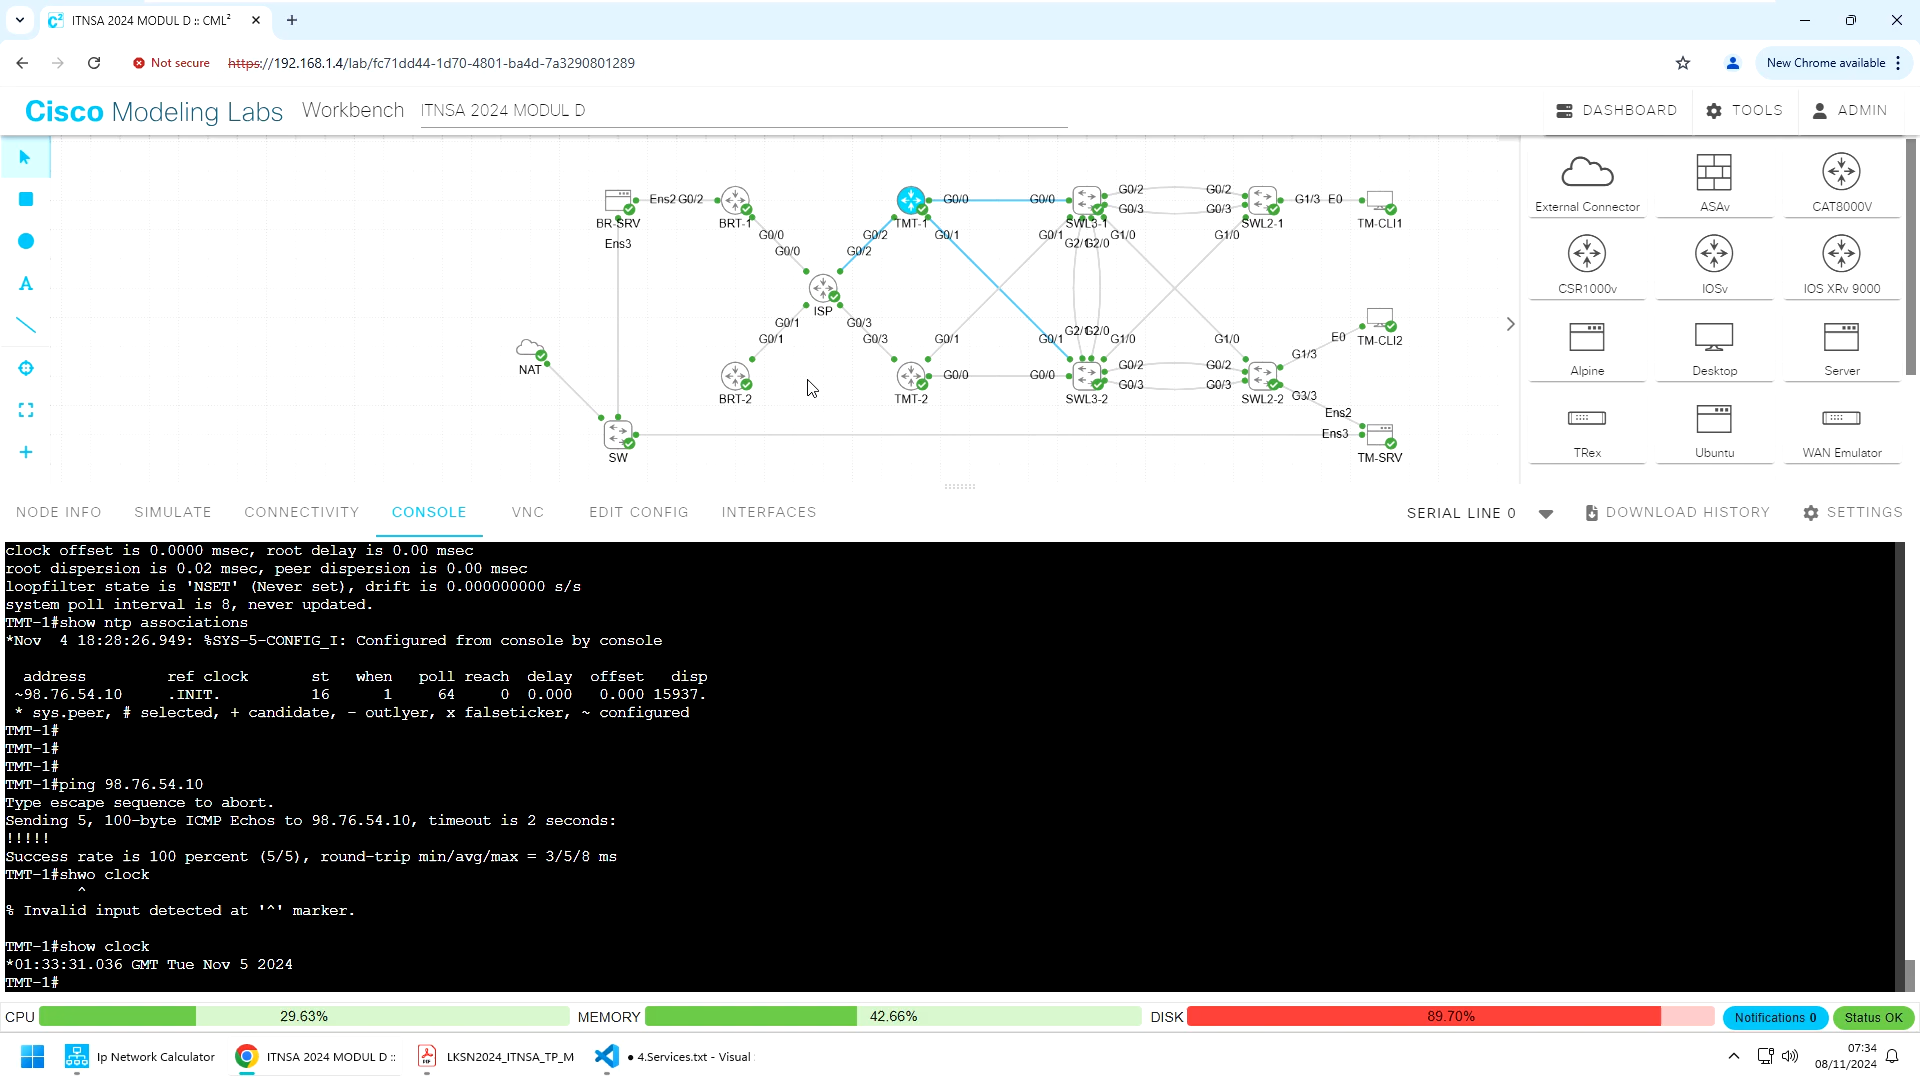 ITNSA 2024 MODUL D :: CML²
Not secure https://192.168.1.4/lab/fc71dd44-1d70-4801-ba4d-7a3290801289
New Chrome available
Cisco Modeling Labs Workbench ITNSA 2024 MODUL D
DASHBOARD TOOLS ADMIN
A
BR-SRV
Ens2 G0/2
BRT-1
Ens3
G0/0
G0/0
TMT-1
G0/0 G0/0
G0/2
G0/2
G0/1
SWL3-1
G0/2 G0/2
G0/3 G0/3
SWL2-1
G1/3 E0
TM-CLI1
G0/1
G2/1 G2/0
G1/0
G1/0
ISP
G0/1
G0/1
G0/3
G0/3
G0/1
G0/1
G2/1 G2/0
G1/0
G1/0
E0
G1/3
TM-CLI2
NAT
BRT-2
TMT-2
G0/0 G0/0
SWL3-2
G0/2 G0/2
G0/3 G0/3
SWL2-2
G3/3
Ens2
Ens3
SW
TM-SRV
External Connector ASAv CAT8000V
CSR1000v IOSv IOS XRv 9000
Alpine Desktop Server
TRex Ubuntu WAN Emulator
NODE INFO SIMULATE CONNECTIVITY CONSOLE VNC EDIT CONFIG INTERFACES SERIAL LINE 0 DOWNLOAD HISTORY SETTINGS
clock offset is 0.0000 msec, root delay is 0.00 msec
root dispersion is 0.02 msec, peer dispersion is 0.00 msec
loopfilter state is 'NSET' (Never set), drift is 0.000000000 s/s
system poll interval is 8, never updated.
TMT-1#show ntp associations
*Nov  4 18:28:26.949: %SYS-5-CONFIG_I: Configured from console by console
address ref clock st when poll reach delay offset disp
~98.76.54.10 .INIT. 16 1 64 0 0.000 0.000 15937.
* sys.peer, # selected, + candidate, - outlyer, x falseticker, ~ configured
TMT-1#
TMT-1#
TMT-1#
TMT-1#ping 98.76.54.10
Type escape sequence to abort.
Sending 5, 100-byte ICMP Echos to 98.76.54.10, timeout is 2 seconds:
!!!!!
Success rate is 100 percent (5/5), round-trip min/avg/max = 3/5/8 ms
TMT-1#shwo clock
^
% Invalid input detected at '^' marker.
TMT-1#show clock
*01:33:31.036 GMT Tue Nov 5 2024
TMT-1#
CPU 29.63% MEMORY 42.66% DISK 89.70% Notifications 0 Status OK
Ip Network Calculator ITNSA 2024 MODUL D :: LKSN2024_ITNSA_TP_M ● 4.Services.txt - Visual
07:34
08/11/2024